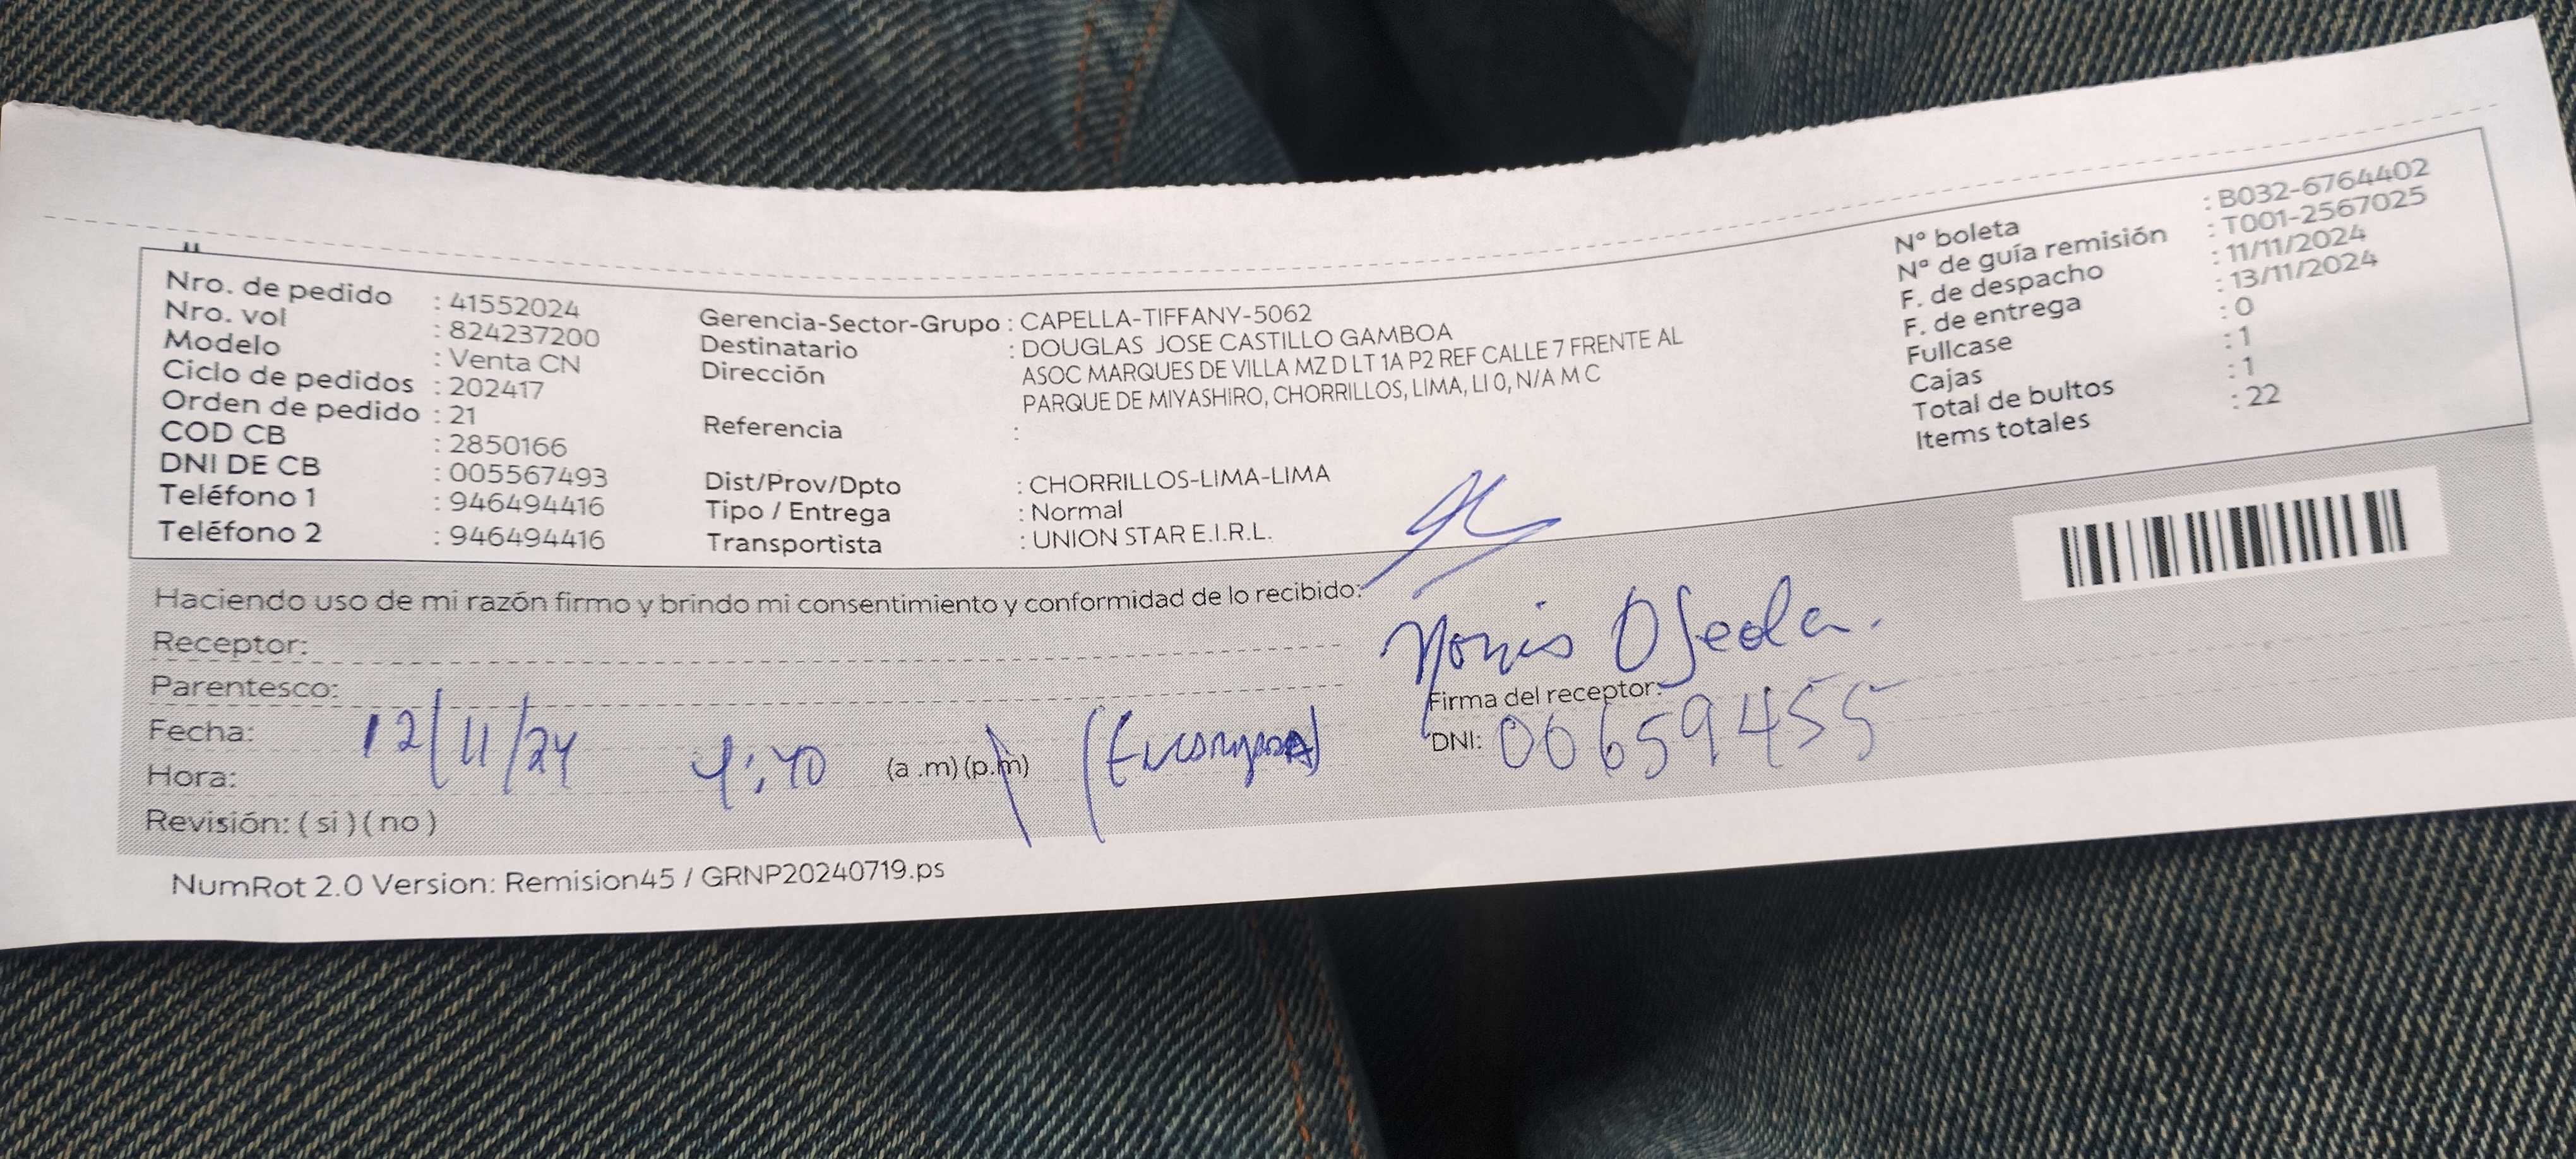 Nro. de pedido : 41552024
Nro. vol : 824237200
Modelo : Venta CN
Ciclo de pedidos : 202417
Orden de pedido : 21
COD CB : 2850166
DNI DE CB : 005567493
Teléfono 1 : 946494416
Teléfono 2 : 946494416
Gerencia-Sector-Grupo : CAPELLA-TIFFANY-5062
Destinatario : DOUGLAS JOSE CASTILLO GAMBOA
Dirección ASOC MARQUES DE VILLA MZ D LT 1A P2 REF CALLE 7 FRENTE AL
PARQUE DE MIYASHIRO, CHORRILLOS, LIMA, LI 0, N/A M C
Referencia :
Dist/Prov/Dpto : CHORRILLOS-LIMA-LIMA
Tipo / Entrega : Normal
Transportista : UNION STAR E.I.R.L.
N° boleta : B032-6764402
N° de guía remisión : T001-2567025
F. de despacho : 11/11/2024
F. de entrega : 13/11/2024
Fullcase : 0
Cajas : 1
Total de bultos : 1
Items totales : 22
Haciendo uso de mi razón firmo y brindo mi consentimiento y conformidad de lo recibido:
Receptor:
Parentesco:
Fecha: 12/11/24
Hora: 4:40 (a .m) (p.m)
Revisión: ( si ) ( no )
Ojeda.
Firma del receptor:
DNI: 00659455
NumRot 2.0 Version: Remision45 / GRNP20240719.ps